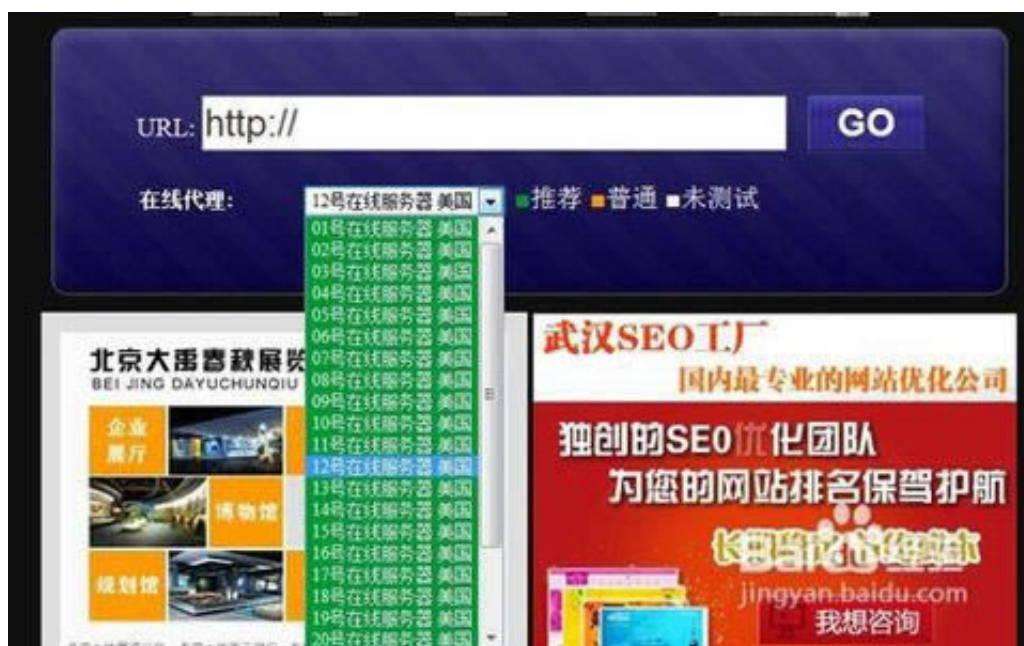 URL: http:// GO
在线代理: 12号在线服务器 美国 推荐 普通 未测试
01号在线服务器 美国
02号在线服务器 美国
03号在线服务器 美国
04号在线服务器 美国
05号在线服务器 美国
06号在线服务器 美国
07号在线服务器 美国
08号在线服务器 美国
09号在线服务器 美国
10号在线服务器 美国
11号在线服务器 美国
12号在线服务器 美国
13号在线服务器 美国
14号在线服务器 美国
15号在线服务器 美国
16号在线服务器 美国
17号在线服务器 美国
18号在线服务器 美国
19号在线服务器 美国
20号在线服务器 美国
北京大禹春秋展览
BEI JING DAYUCHUNQIU
企业
展厅
博物馆
规划馆
武汉SEO工厂
国内最专业的网站优化公司
独创的SEO优化团队
为您的网站排名保驾护航
Baidu 经验
jingyan.baidu.com
我想咨询